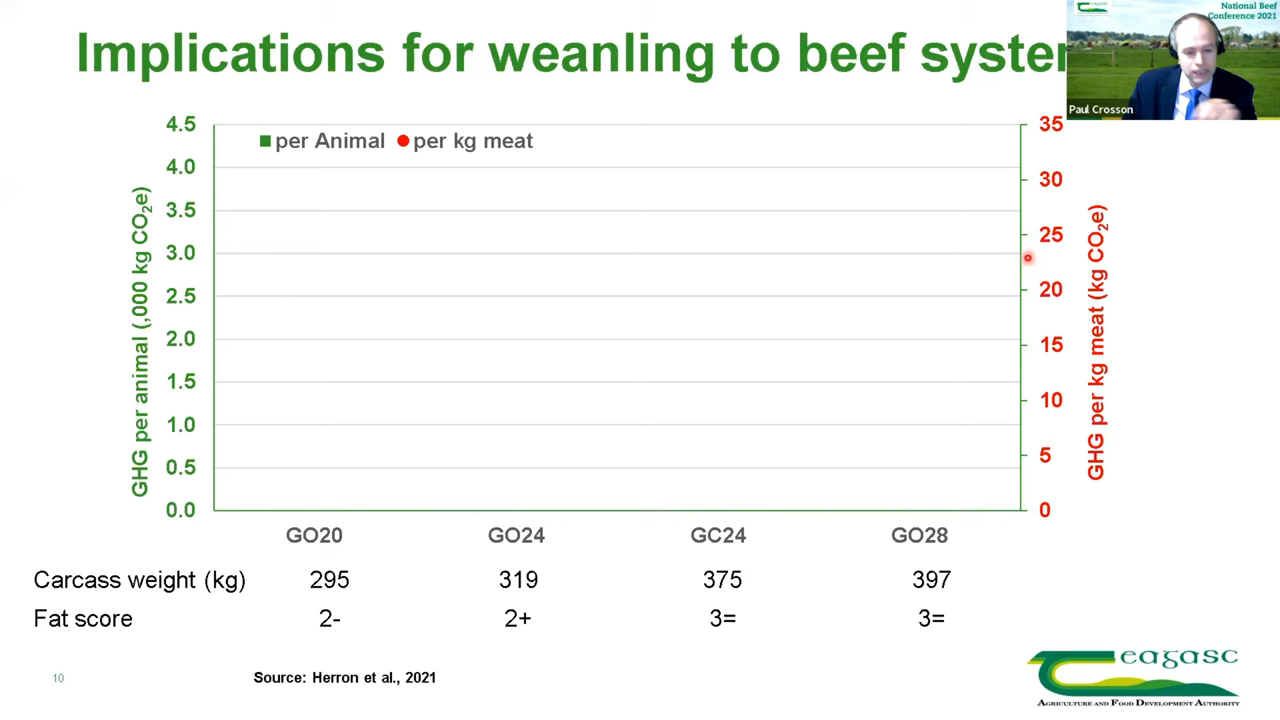 Implications for weanling to beef system
National Beef
Conference 2021
Paul Crosson
per Animal
per kg meat
GHG per animal (,000 kg CO₂e)
4.5
4.0
3.5
3.0
2.5
2.0
1.5
1.0
0.5
0.0
35
30
25
20
15
10
5
0
GHG per kg meat (kg CO₂e)
GO20 GO24 GC24 GO28
Carcass weight (kg) 295 319 375 397
Fat score 2- 2+ 3= 3=
10
Source: Herron et al., 2021
eagasc
AGRICULTURE AND FOOD DEVELOPMENT AUTHORITY